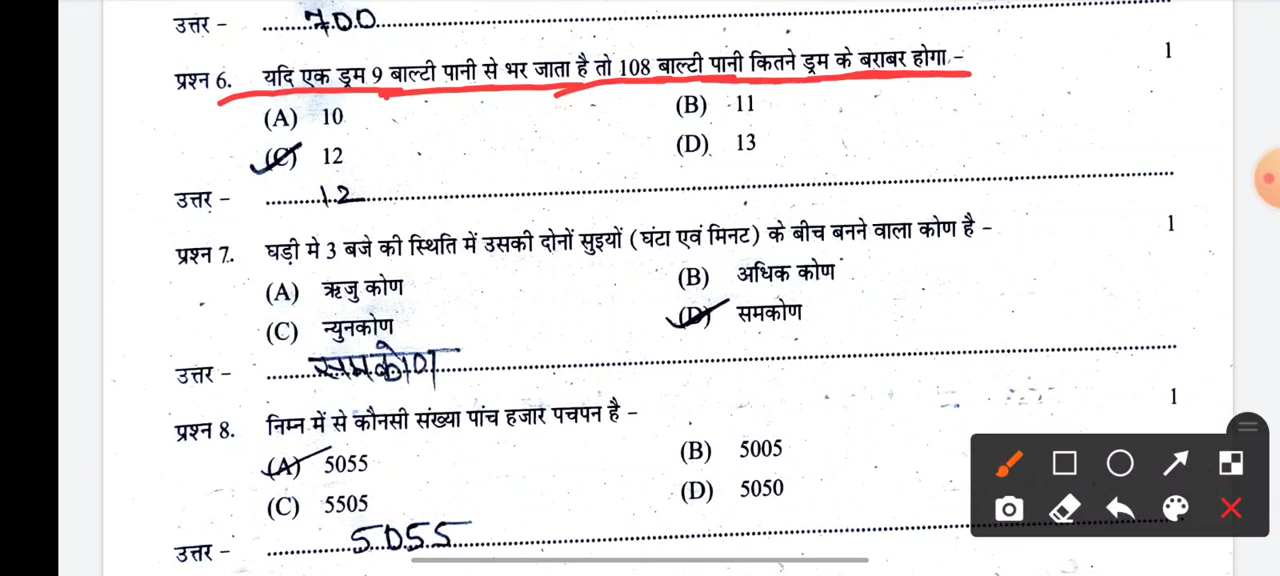 उत्तर – 700
प्रश्न 6. यदि एक ड्रम 9 बाल्टी पानी से भर जाता है तो 108 बाल्टी पानी कितने ड्रम के बराबर होगा – 1
(A) 10 (B) 11
(C) 12 (D) 13
उत्तर – 12
प्रश्न 7. घड़ी मे 3 बजे की स्थिति में उसकी दोनों सुइयों (घंटा एवं मिनट) के बीच बनने वाला कोण है – 1
(A) ऋजु कोण (B) अधिक कोण
(C) न्युनकोण (D) समकोण
उत्तर – समकोण
प्रश्न 8. निम्न में से कौनसी संख्या पांच हजार पचपन है – 1
(A) 5055 (B) 5005
(C) 5505 (D) 5050
उत्तर – 5055